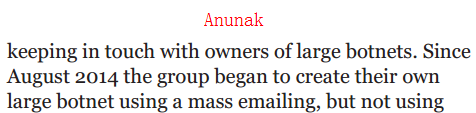 Anunak
keeping in touch with owners of large botnets. Since
August 2014 the group began to create their own
large botnet using a mass emailing, but not using